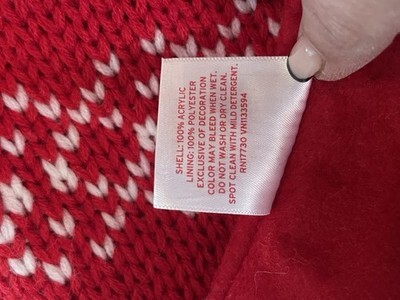 SHELL: 100% ACRYLIC
LINING: 100% POLYESTER
EXCLUSIVE OF DECORATION
COLOR MAY BLEED WHEN WET.
DO NOT WASH OR DRY CLEAN.
SPOT CLEAN WITH MILD DETERGENT.
RN17730 VN1133594